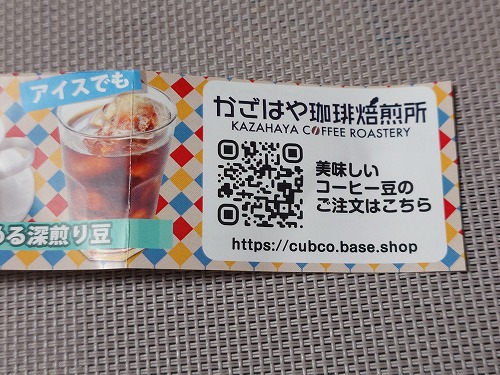 アイスでも
かざはや珈琲焙煎所
KAZAHAYA COFFEE ROASTERY
美味しい
コーヒー豆の
ご注文はこちら
める深煎り豆
https://cubco.base.shop